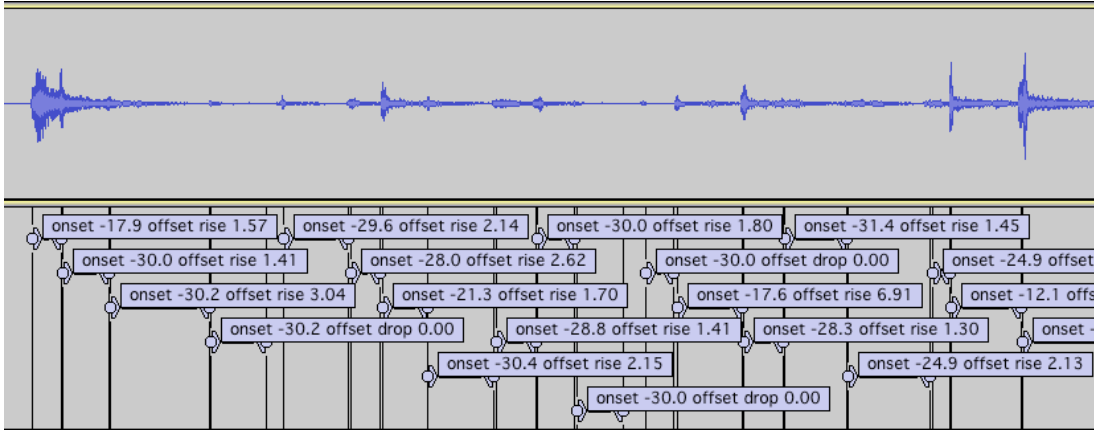 onset -17.9 offset rise 1.57
onset -29.6 offset rise 2.14
onset -30.0 offset rise 1.80
onset -31.4 offset rise 1.45
onset -30.0 offset rise 1.41
onset -28.0 offset rise 2.62
onset -30.0 offset drop 0.00
onset -24.9 offset
onset -30.2 offset rise 3.04
onset -21.3 offset rise 1.70
onset -17.6 offset rise 6.91
onset -12.1 offs
onset -30.2 offset drop 0.00
onset -28.8 offset rise 1.41
onset -28.3 offset rise 1.30
onset -
onset -30.4 offset rise 2.15
onset -24.9 offset rise 2.13
onset -30.0 offset drop 0.00